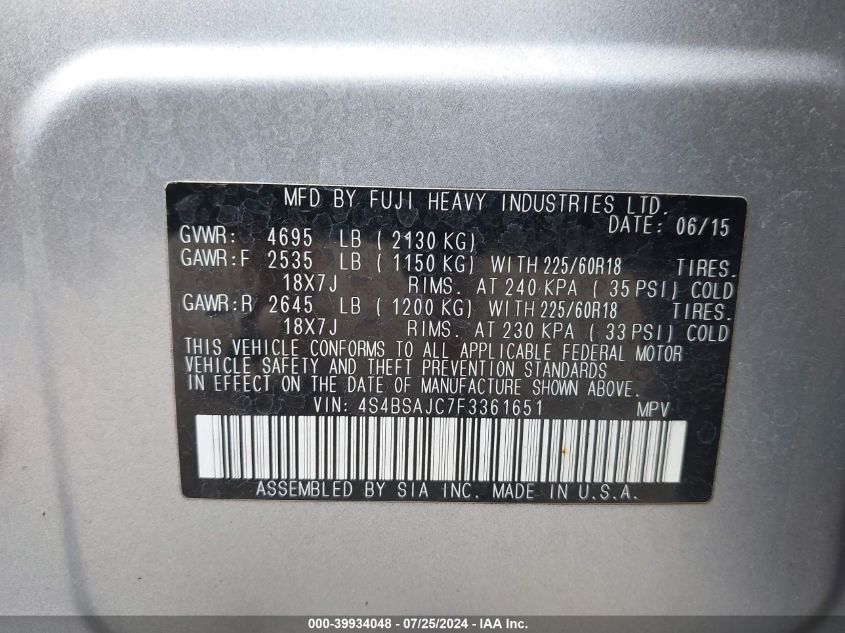 MFD BY FUJI HEAVY INDUSTRIES LTD.
DATE: 06/15
GVWR: 4695 LB ( 2130 KG)
GAWR:F 2535 LB ( 1150 KG) WITH 225/60R18 TIRES.
18X7J RIMS. AT 240 KPA ( 35 PSI) COLD
GAWR:R 2645 LB ( 1200 KG) WITH 225/60R18 TIRES.
18X7J RIMS. AT 230 KPA ( 33 PSI) COLD
THIS VEHICLE CONFORMS TO ALL APPLICABLE FEDERAL MOTOR
VEHICLE SAFETY AND THEFT PREVENTION STANDARDS
IN EFFECT ON THE DATE OF MANUFACTURE SHOWN ABOVE.
VIN: 4S4BSAJC7F3361651 MPV
ASSEMBLED BY SIA INC. MADE IN U.S.A.
000-39934048 - 07/25/2024 - IAA Inc.